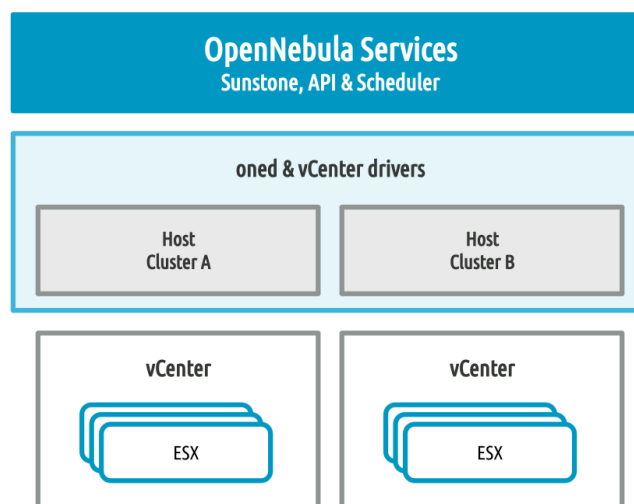 OpenNebula Services
Sunstone, API & Scheduler
oned & vCenter drivers
Host
Cluster A
Host
Cluster B
vCenter
ESX
vCenter
ESX